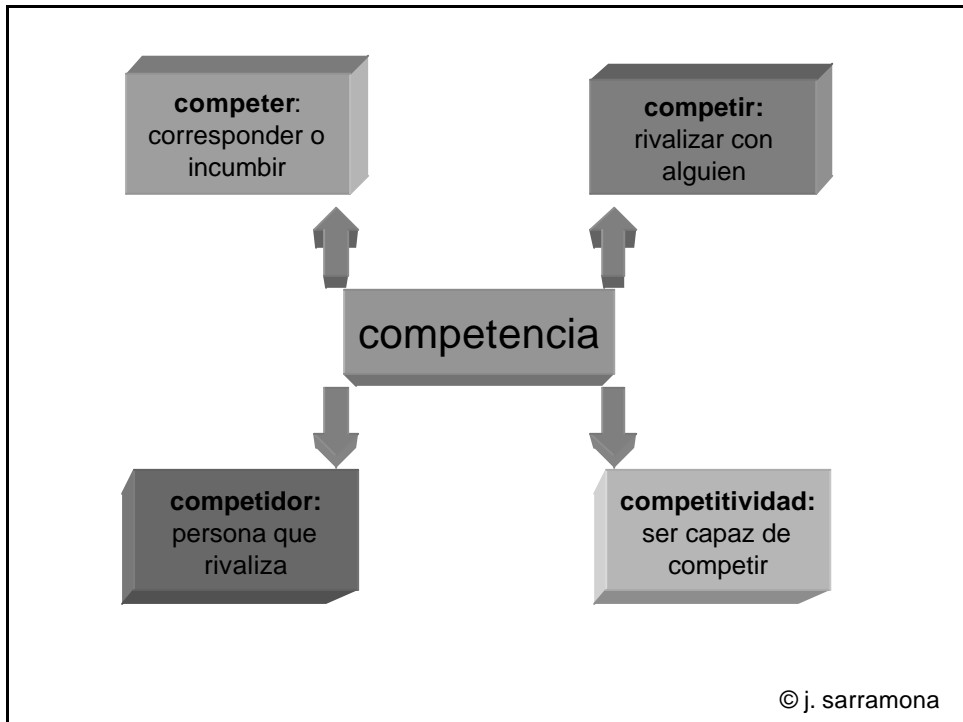 competer:
corresponder o
incumbir
competir:
rivalizar con
alguien
competencia
competidor:
persona que
rivaliza
competitividad:
ser capaz de
competir
© j. sarramona